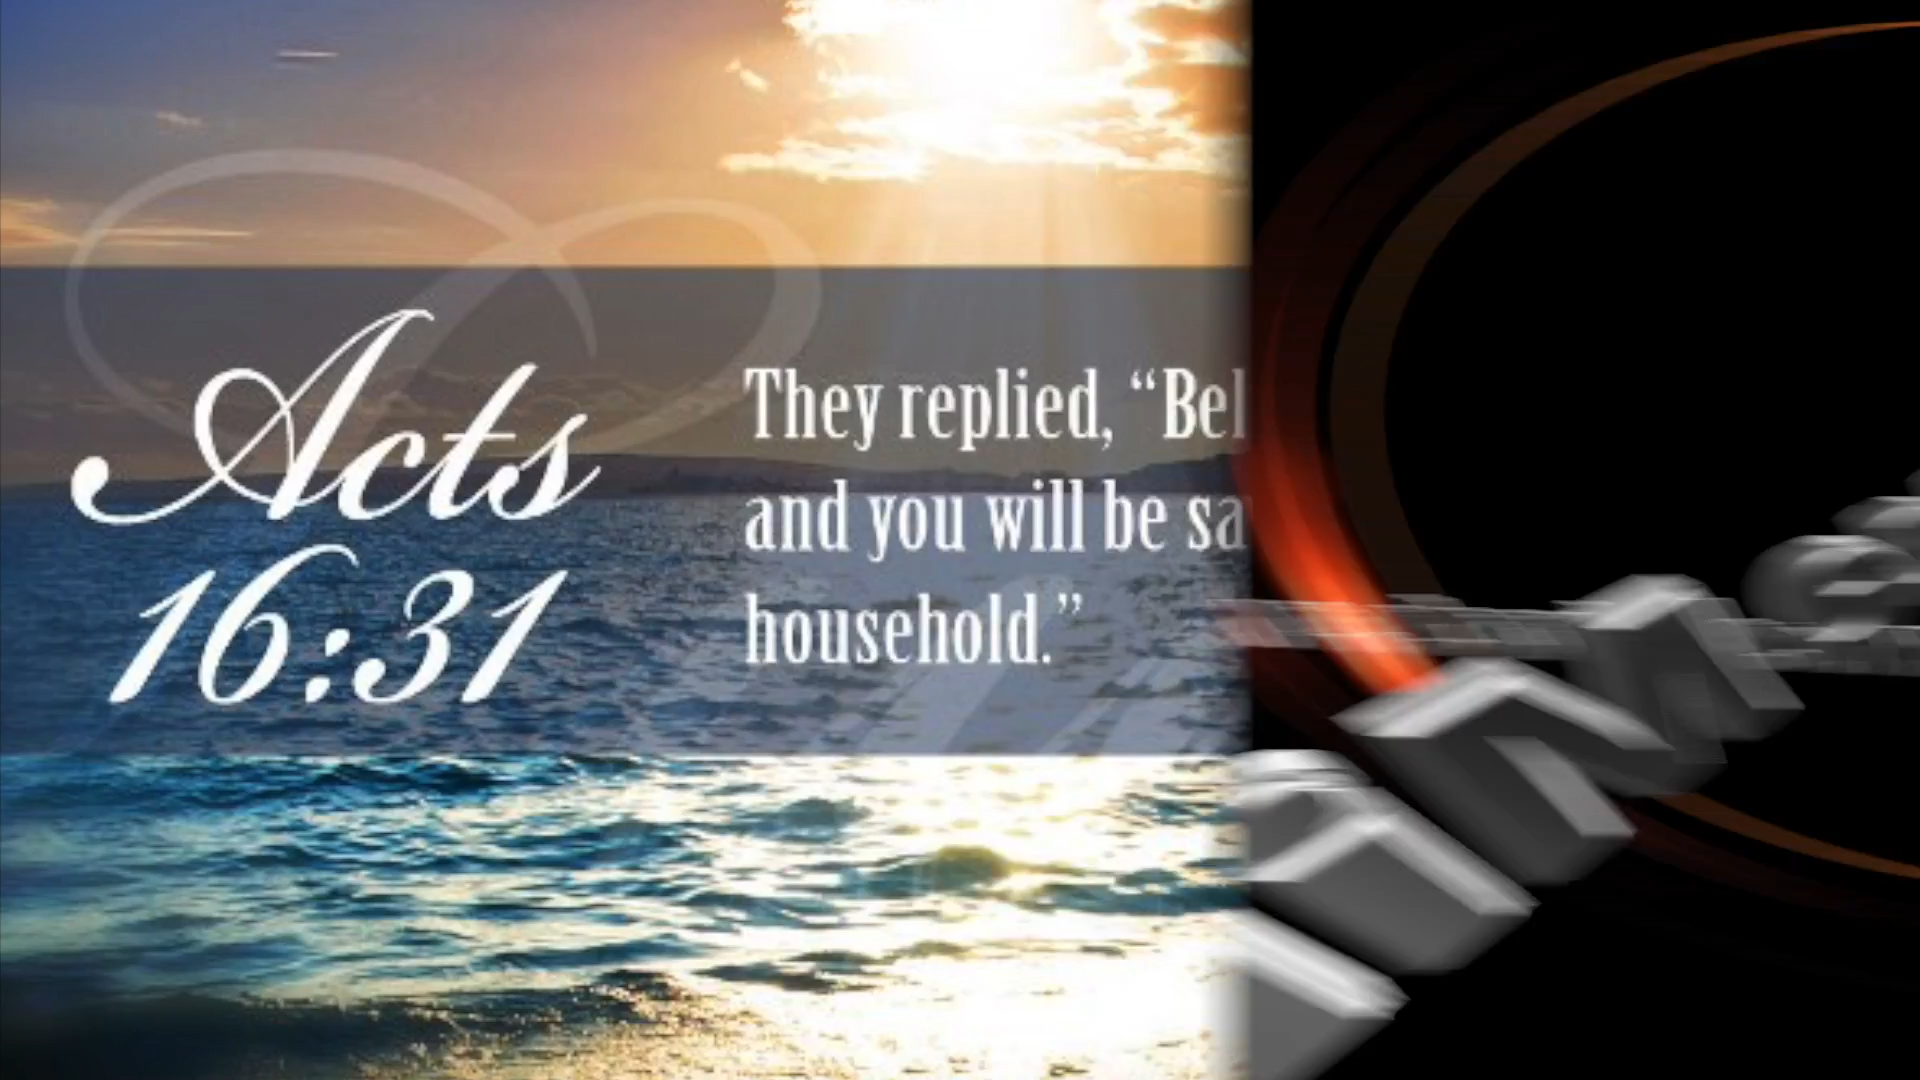 Acts
16:31
They replied, “Bel
and you will be sa
household.”